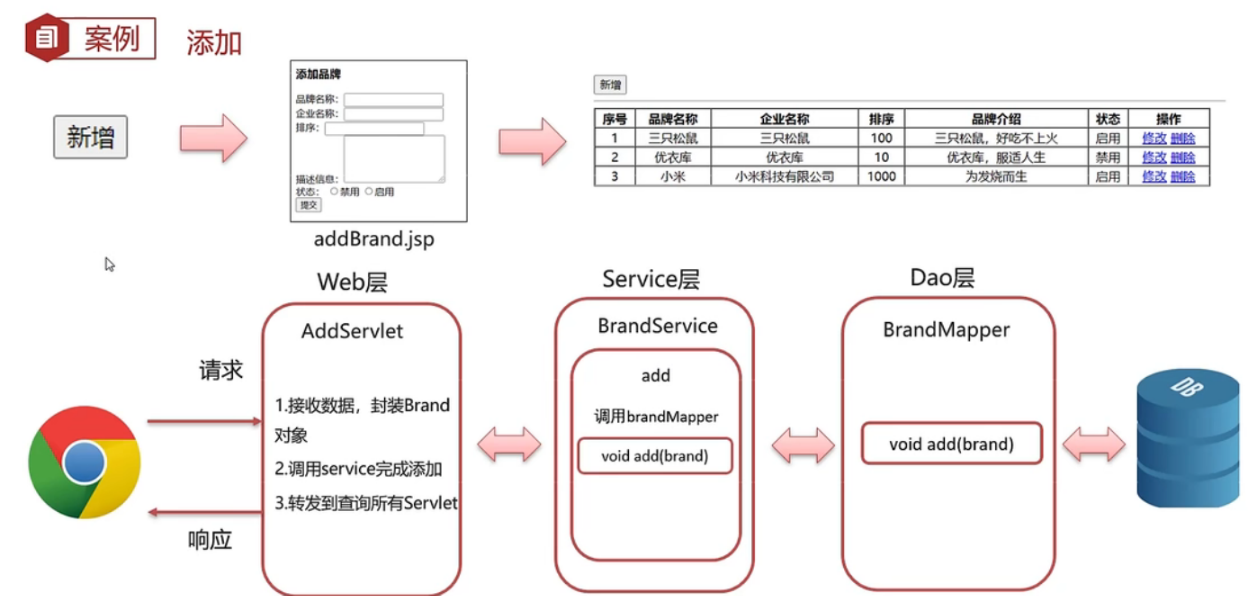 案例 添加
新增
添加品牌
品牌名称：
企业名称：
排序：
描述信息：
状态： 禁用 启用
提交
addBrand.jsp
新增
序号 品牌名称 企业名称 排序 品牌介绍 状态 操作
1 三只松鼠 三只松鼠 100 三只松鼠，好吃不上火 启用 修改 删除
2 优衣库 优衣库 10 优衣库，服适人生 禁用 修改 删除
3 小米 小米科技有限公司 1000 为发烧而生 启用 修改 删除
请求
响应
Web层
AddServlet
1.接收数据，封装Brand
对象
2.调用service完成添加
3.转发到查询所有Servlet
Service层
BrandService
add
调用brandMapper
void add(brand)
Dao层
BrandMapper
void add(brand)
DB